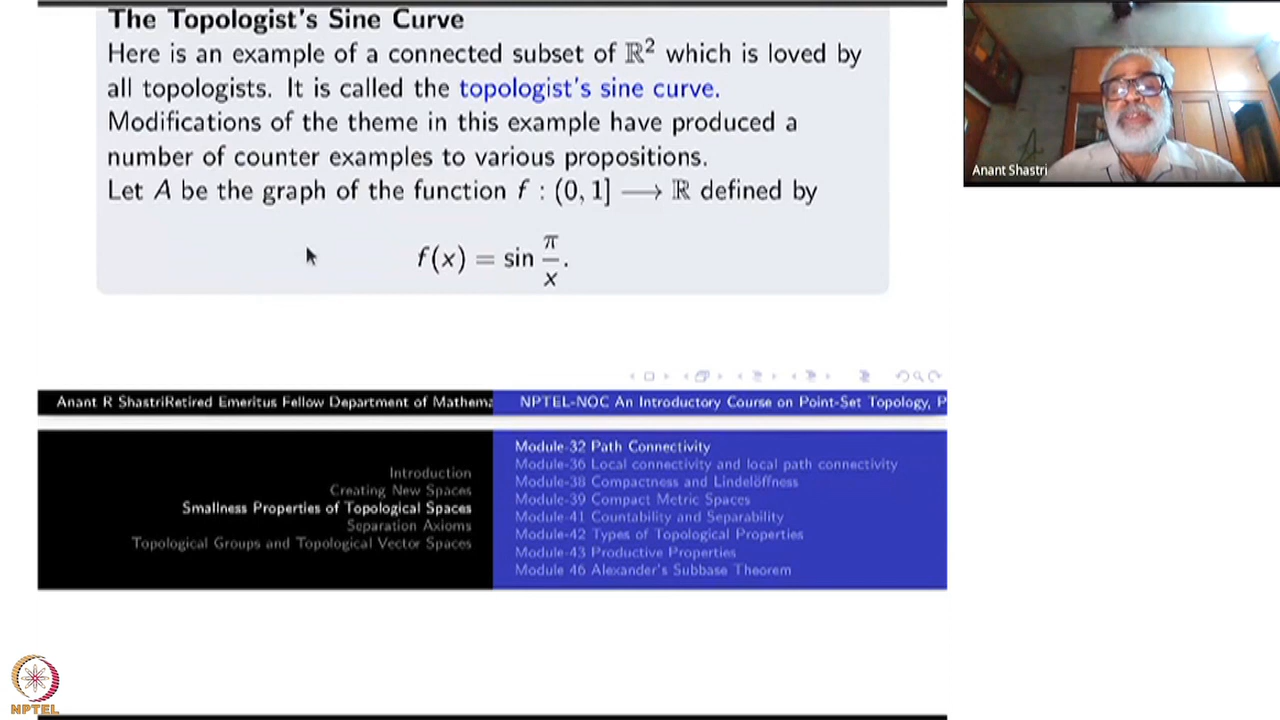 The Topologist's Sine Curve
Here is an example of a connected subset of ℝ² which is loved by
all topologists. It is called the topologist's sine curve.
Modifications of the theme in this example have produced a
number of counter examples to various propositions.
Let A be the graph of the function f : (0, 1] ⟶ ℝ defined by
f(x) = sin π/x.
Anant Shastri
Anant R ShastriRetired Emeritus Fellow Department of Mathema
NPTEL-NOC An Introductory Course on Point-Set Topology, P
Introduction
Creating New Spaces
Smallness Properties of Topological Spaces
Separation Axioms
Topological Groups and Topological Vector Spaces
Module-32 Path Connectivity
Module-36 Local connectivity and local path connectivity
Module-38 Compactness and Lindelöffness
Module-39 Compact Metric Spaces
Module-41 Countability and Separability
Module-42 Types of Topological Properties
Module-43 Productive Properties
Module 46 Alexander's Subbase Theorem
NPTEL